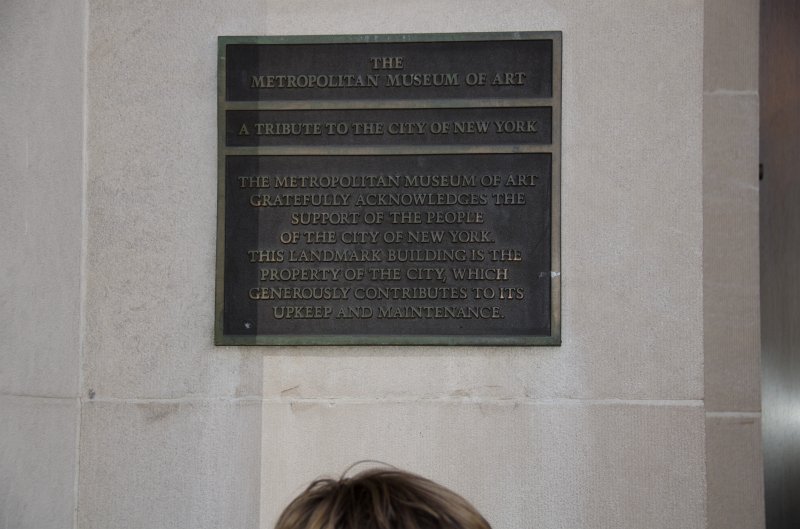 THE
METROPOLITAN MUSEUM OF ART
A TRIBUTE TO THE CITY OF NEW YORK
THE METROPOLITAN MUSEUM OF ART
GRATEFULLY ACKNOWLEDGES THE
SUPPORT OF THE PEOPLE
OF THE CITY OF NEW YORK.
THIS LANDMARK BUILDING IS THE
PROPERTY OF THE CITY, WHICH
GENEROUSLY CONTRIBUTES TO ITS
UPKEEP AND MAINTENANCE.